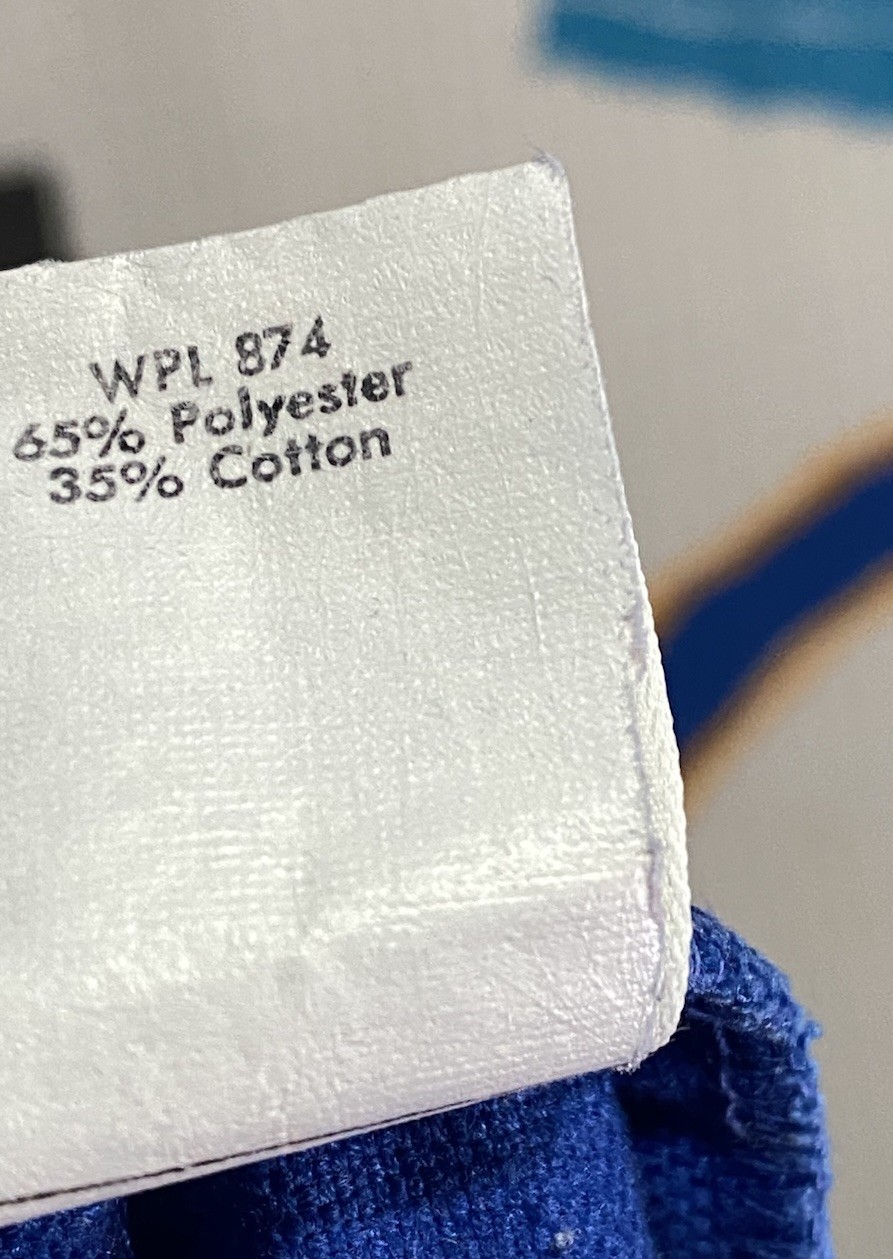 WPL 874
65% Polyester
35% Cotton